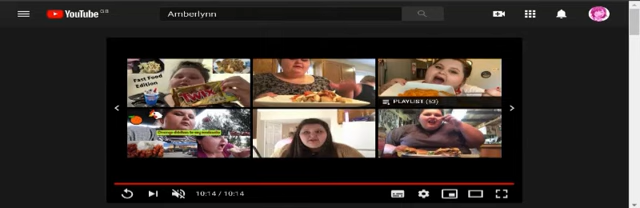 YouTube GB
Amberlynn
Fast Food
Edition
PLAYLIST (53)
10:14 / 10:14